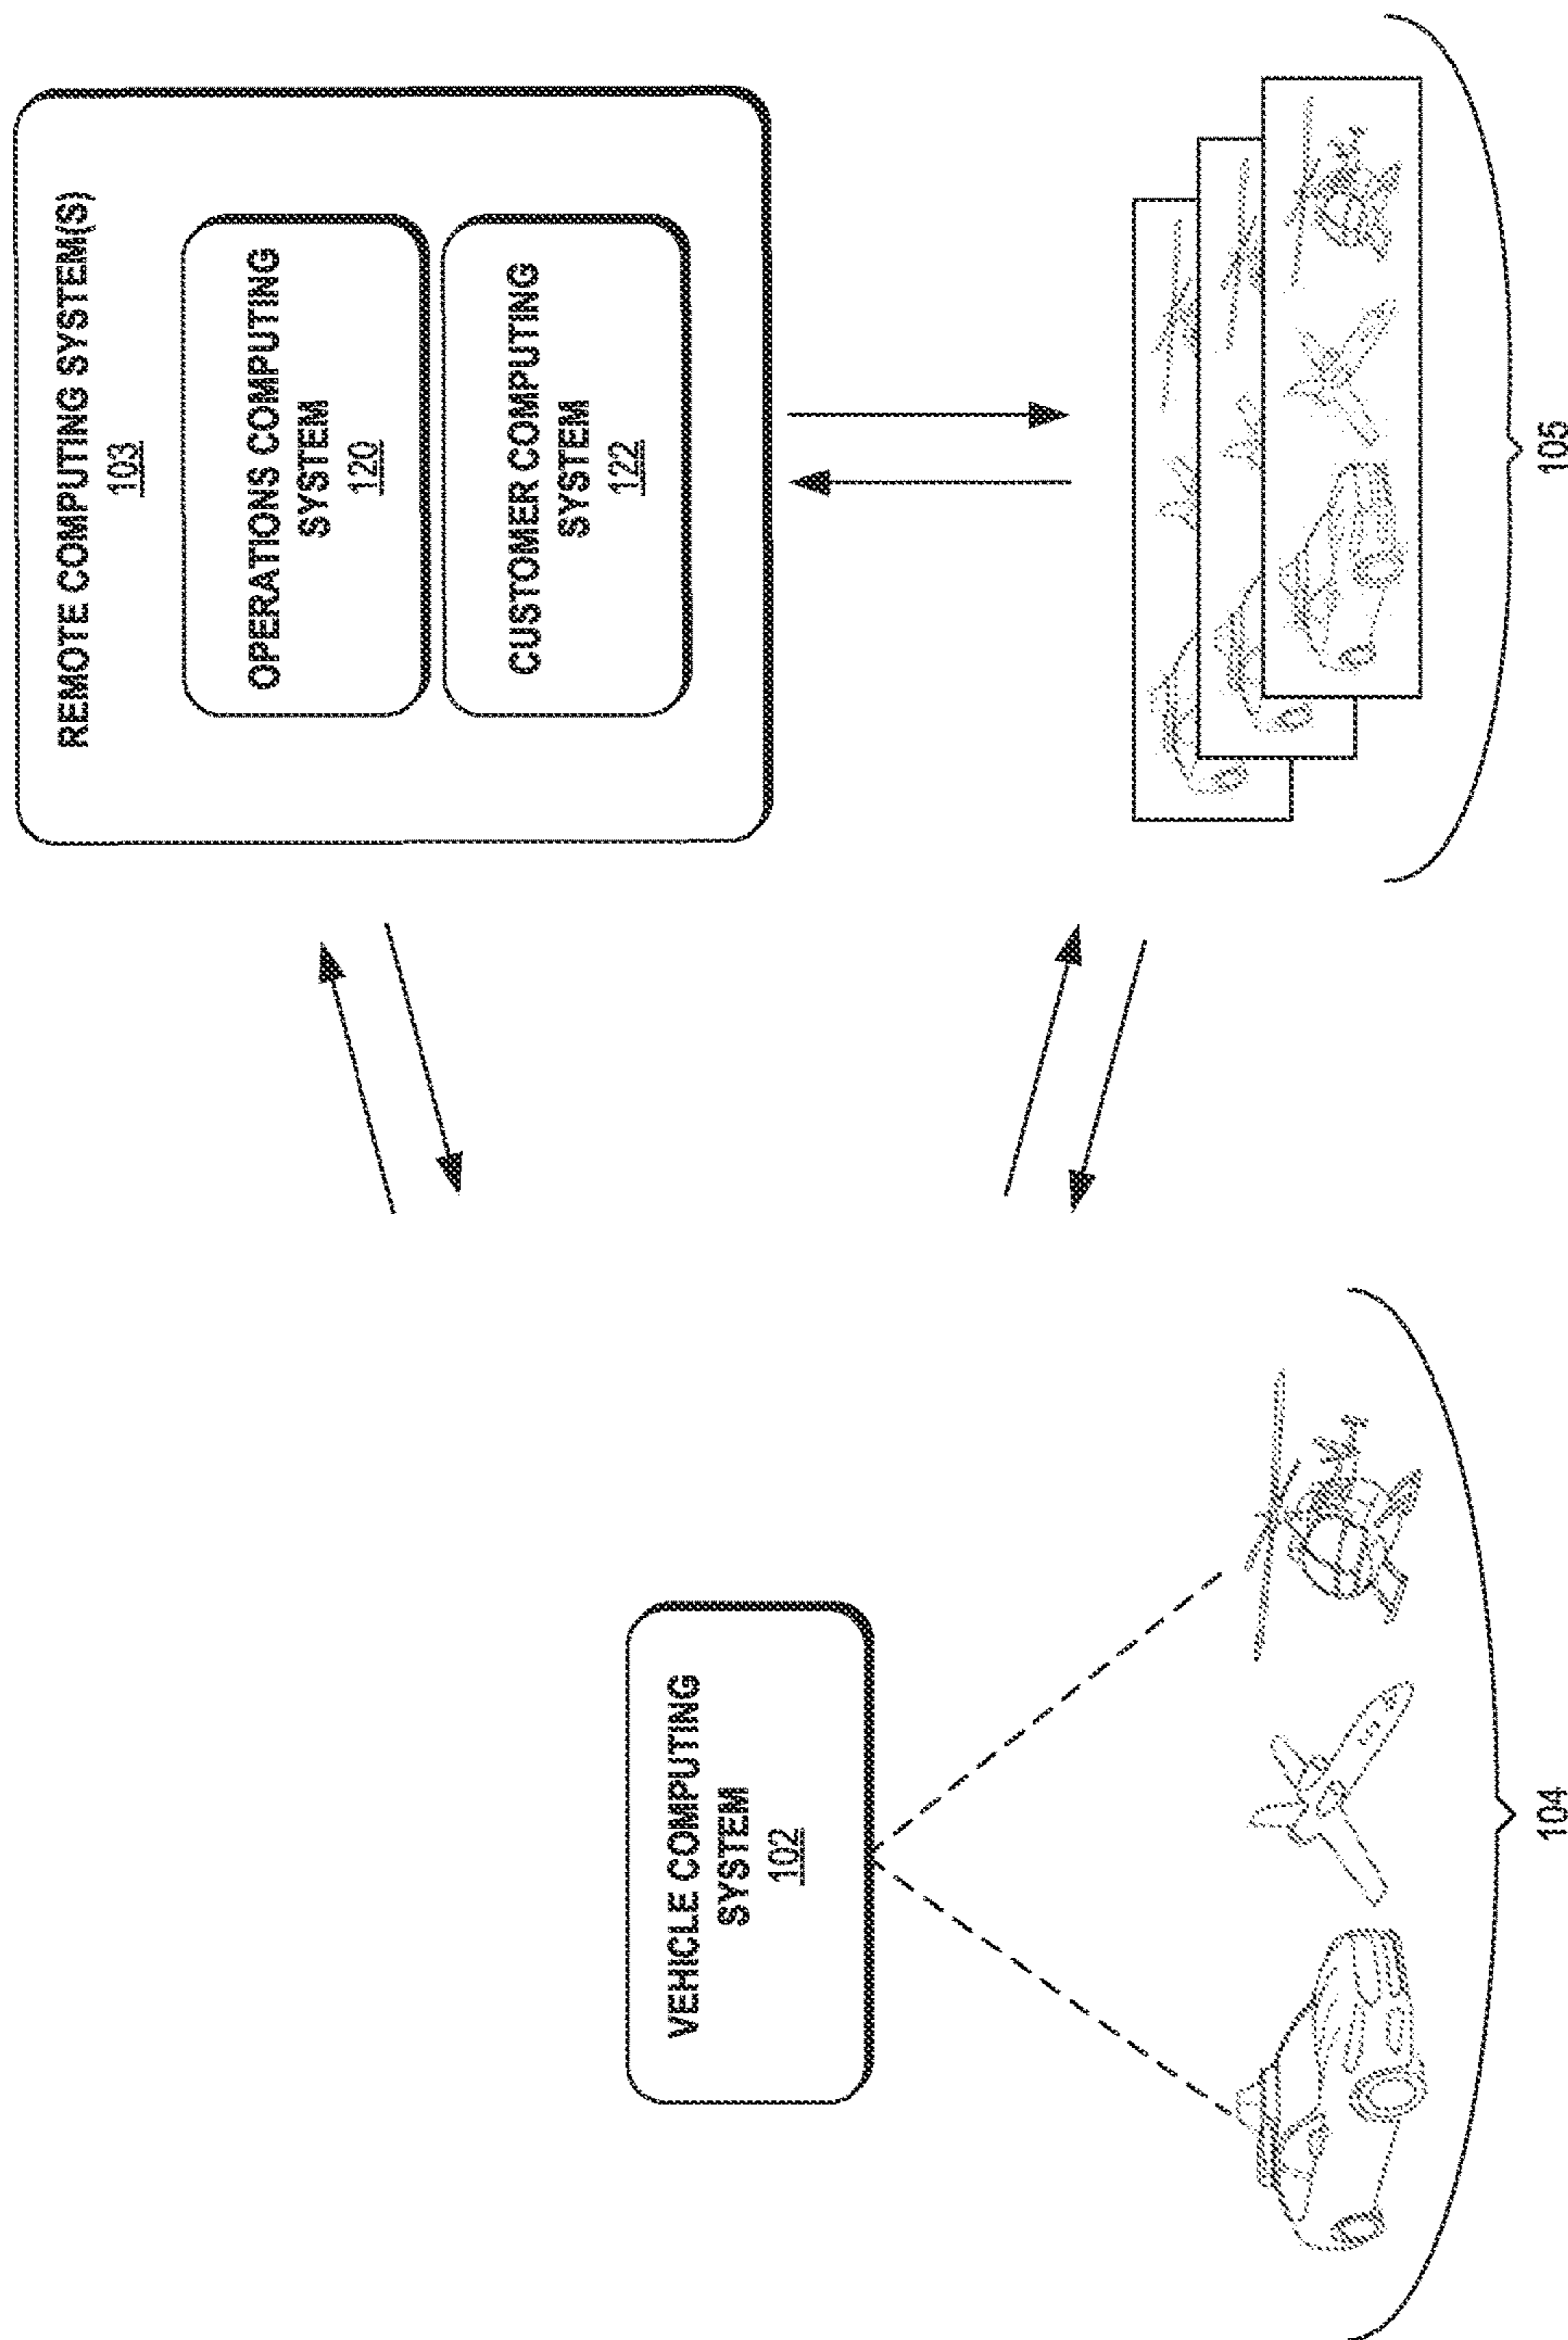 REMOTE COMPUTING SYSTEM(S)
103
OPERATIONS COMPUTING
SYSTEM
120
CUSTOMER COMPUTING
SYSTEM
122
VEHICLE COMPUTING
SYSTEM
102
104
105